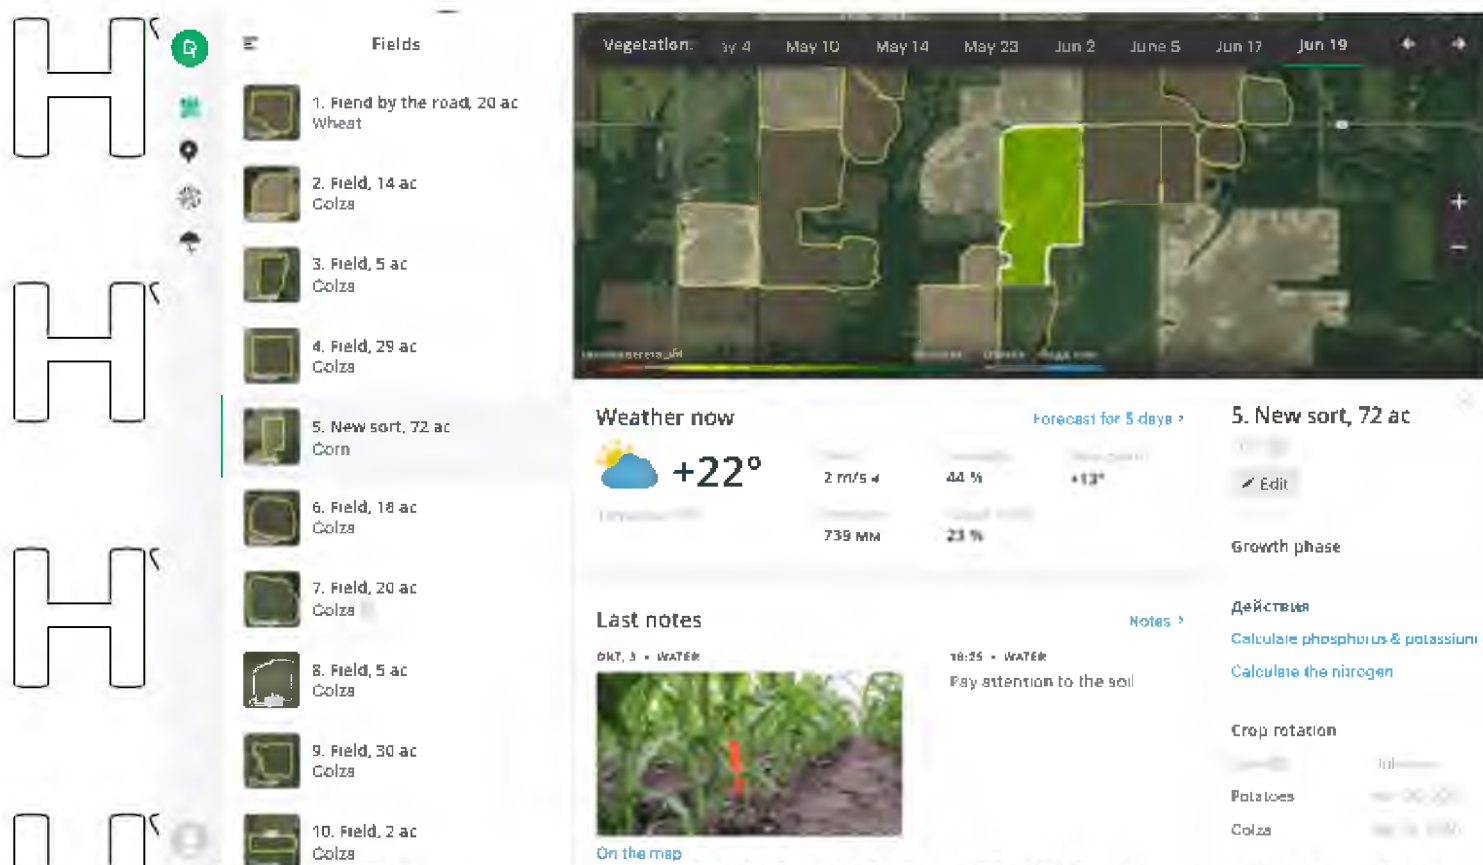 Fields
1. Fiend by the road, 20 ac
Wheat
2. Field, 14 ac
Colza
3. Field, 5 ac
Colza
4. Field, 29 ac
Colza
5. New sort, 72 ac
Corn
6. Field, 18 ac
Colza
7. Field, 20 ac
Colza
8. Field, 5 ac
Colza
9. Field, 30 ac
Colza
10. Field, 2 ac
Colza
Vegetation: May 10 May 14 May 23 Jun 2 June 5 Jun 17 Jun 19
Weather now
Forecast for 5 days
+22°
2 m/s
44 %
+13°
739 мм
23 %
Last notes
Notes
ОКТ, 3 • WATER
On the map
18:25 • WATER
Pay attention to the soil
5. New sort, 72 ac
Edit
Growth phase
Действия
Calculate phosphorus & potassium
Calculate the nitrogen
Crop rotation
Potatoes
Colza
H
H
H
H